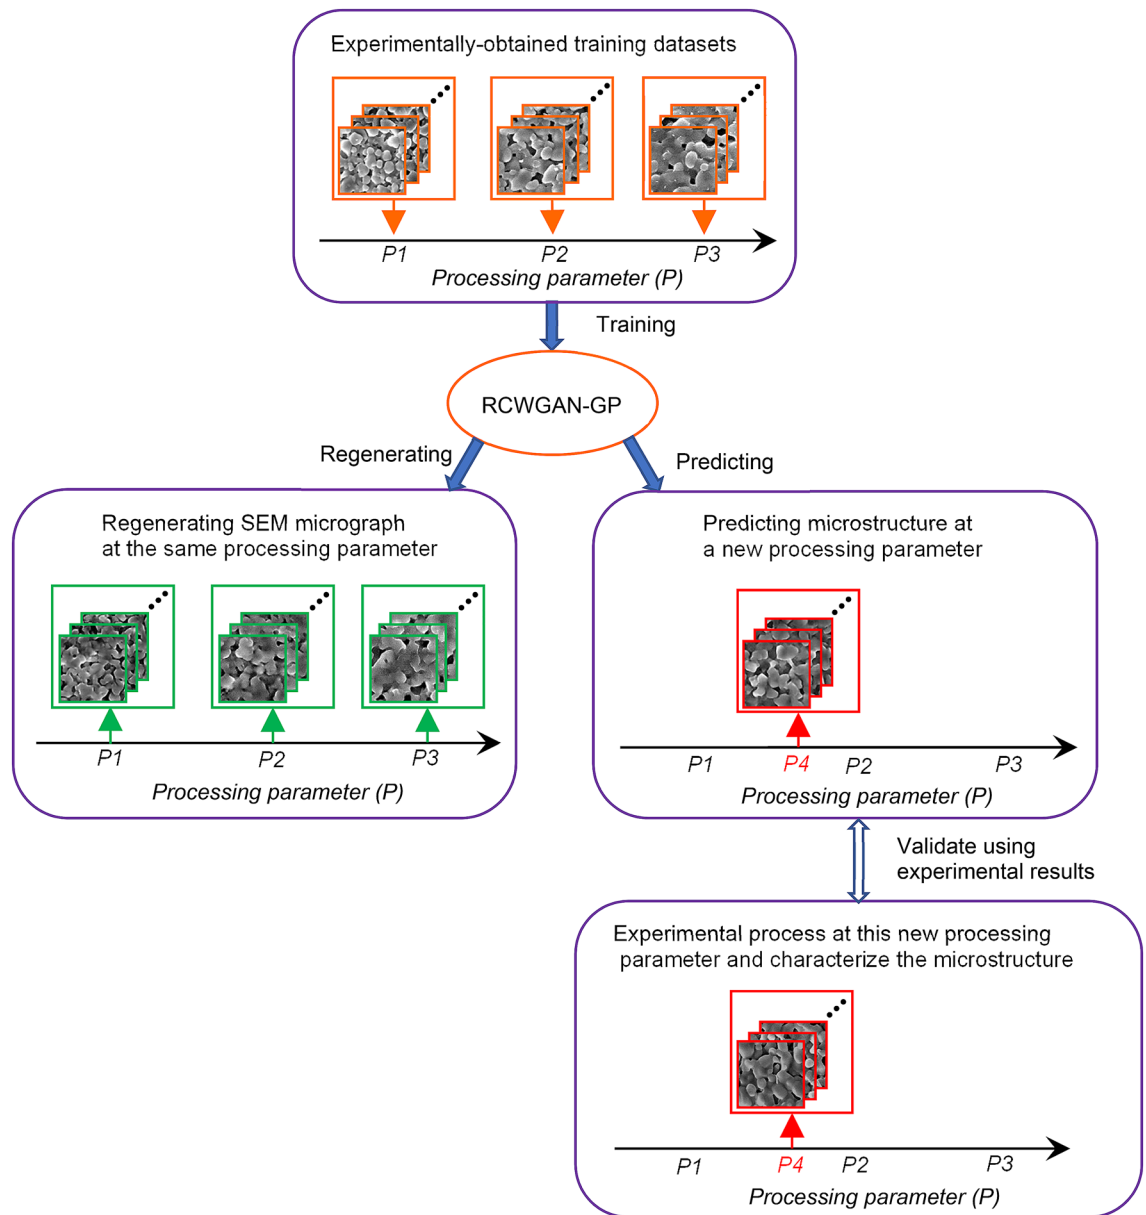 Experimentally-obtained training datasets
P1 P2 P3
Processing parameter (P)
Training
RCWGAN-GP
Regenerating
Predicting
Regenerating SEM micrograph
at the same processing parameter
P1 P2 P3
Processing parameter (P)
Predicting microstructure at
a new processing parameter
P1 P4 P2 P3
Processing parameter (P)
Validate using
experimental results
Experimental process at this new processing
parameter and characterize the microstructure
P1 P4 P2 P3
Processing parameter (P)